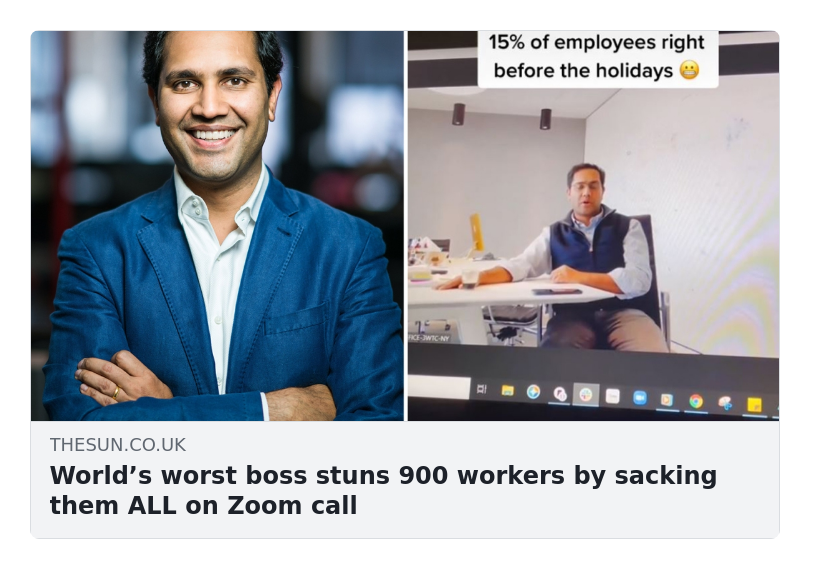 15% of employees right
before the holidays 😬
FICE-3WTC-NY
THESUN.CO.UK
World’s worst boss stuns 900 workers by sacking
them ALL on Zoom call